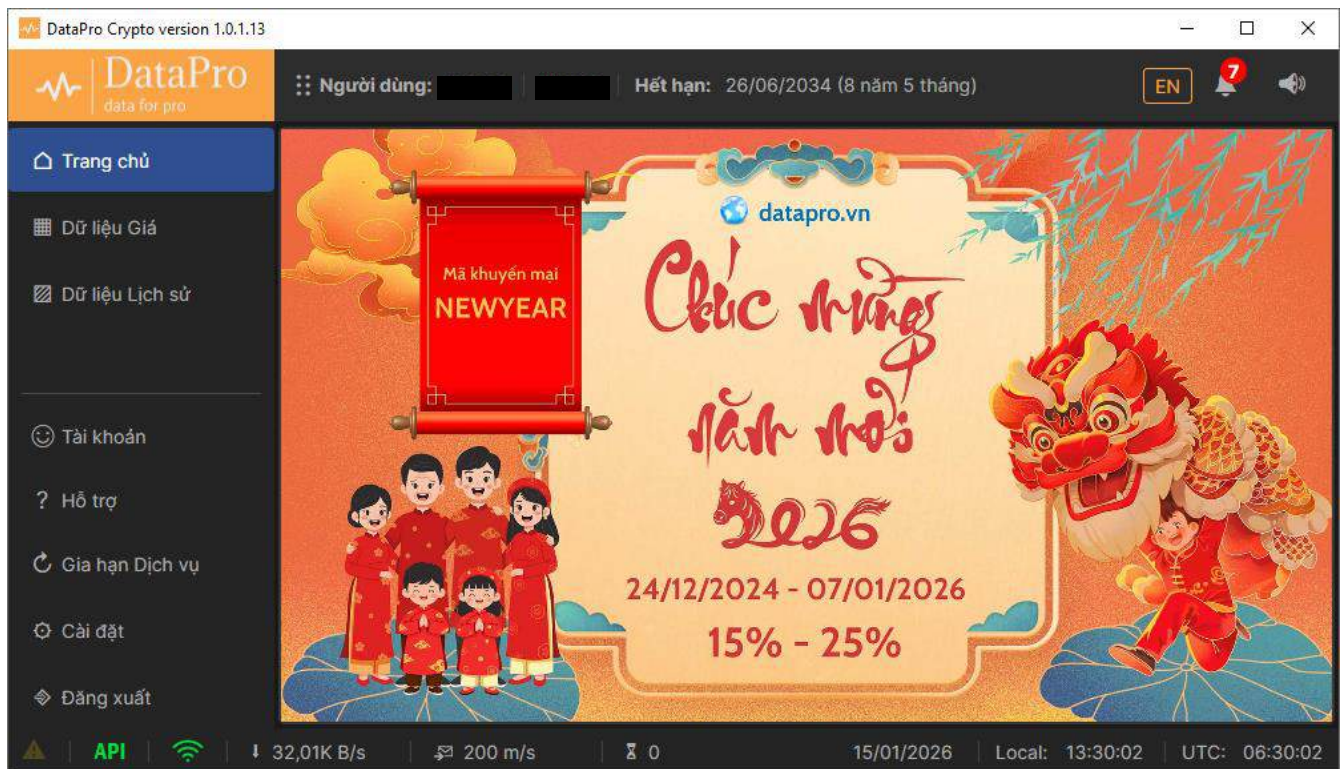 DataPro Crypto version 1.0.1.13
DataPro
data for pro
Người dùng:
Hết hạn: 26/06/2034 (8 năm 5 tháng)
EN
7
Trang chủ
Dữ liệu Giá
Dữ liệu Lịch sử
Tài khoản
? Hỗ trợ
Gia hạn Dịch vụ
Cài đặt
Đăng xuất
datapro.vn
Mã khuyến mại
NEWYEAR
Chúc mừng
năm mới
2026
24/12/2024 - 07/01/2026
15% - 25%
API
32,01K B/s
200 m/s
0
15/01/2026
Local: 13:30:02
UTC: 06:30:02